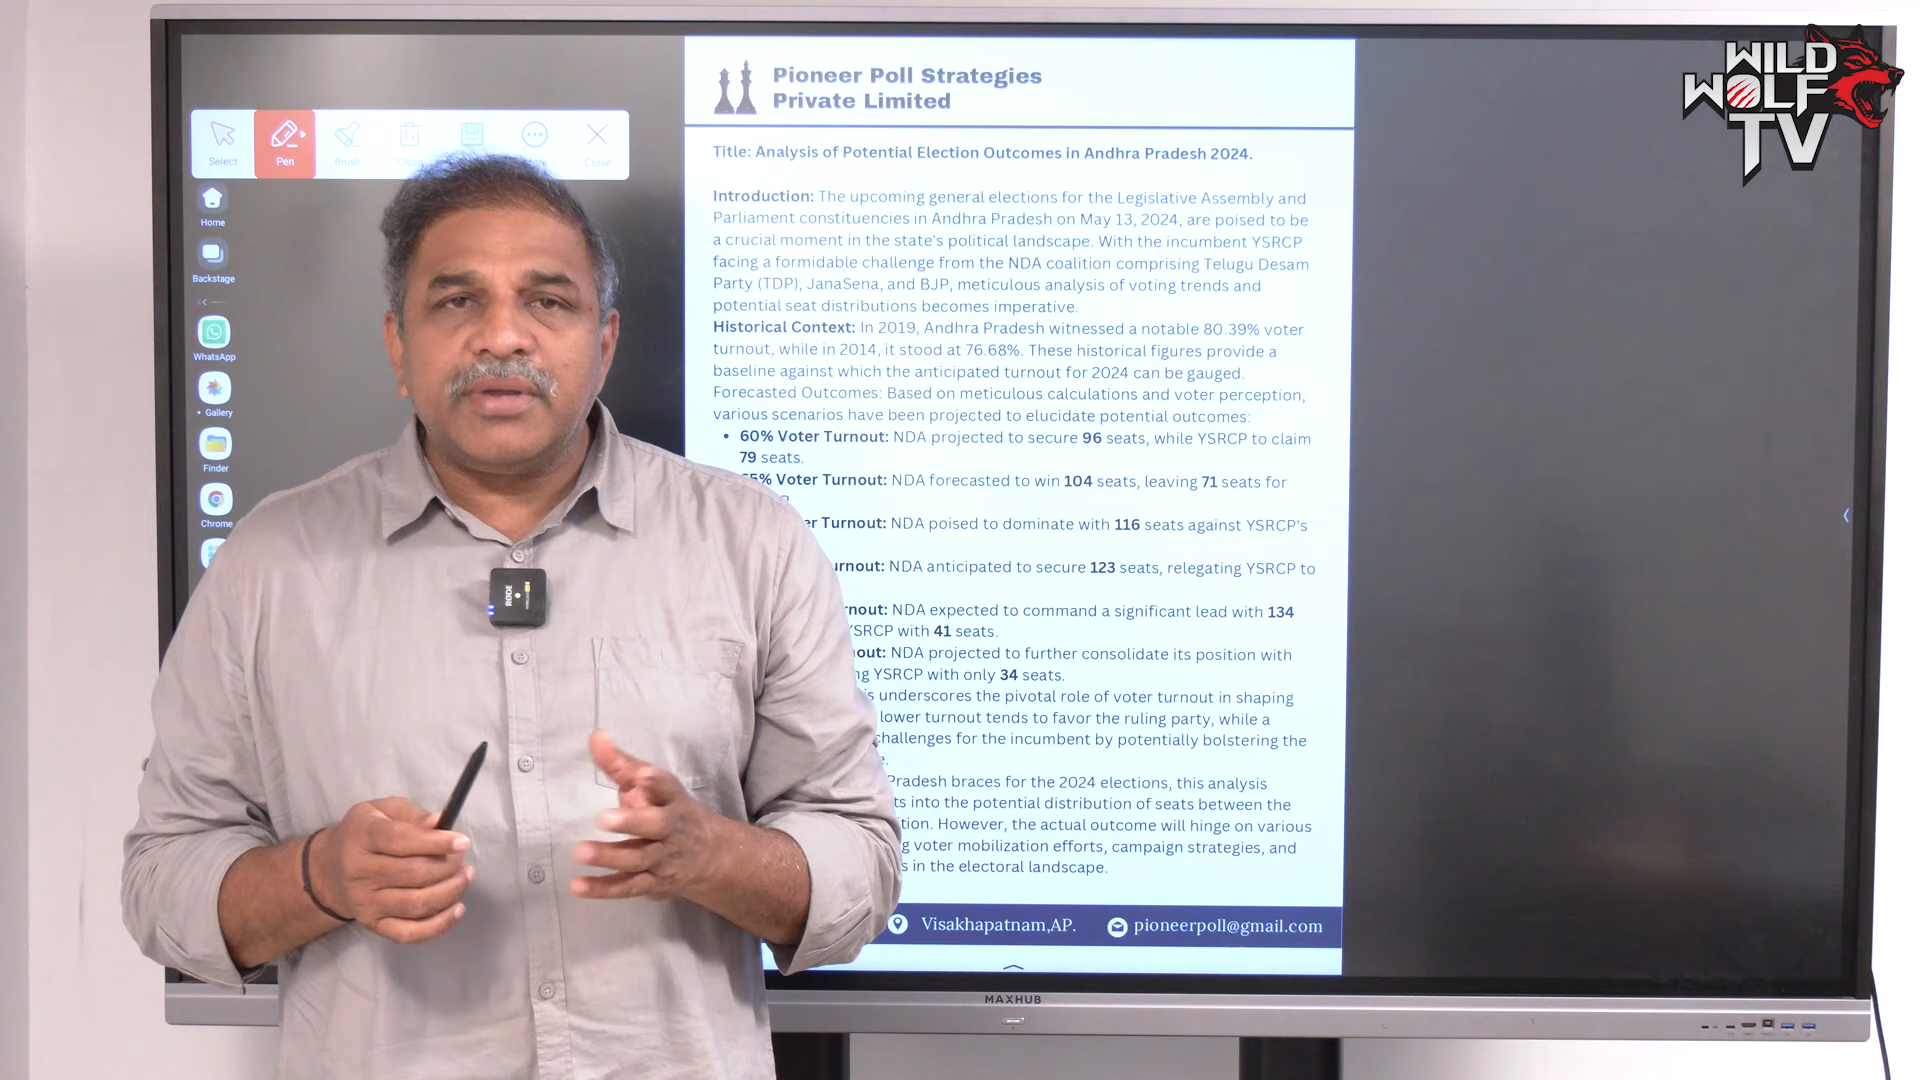 WILD
WOLF
TV
Pioneer Poll Strategies
Private Limited
Select
Pen
Brush
Clean
Close
Home
Backstage
WhatsApp
Gallery
Finder
Chrome
Title: Analysis of Potential Election Outcomes in Andhra Pradesh 2024.
Introduction: The upcoming general elections for the Legislative Assembly and
Parliament constituencies in Andhra Pradesh on May 13, 2024, are poised to be
a crucial moment in the state's political landscape. With the incumbent YSRCP
facing a formidable challenge from the NDA coalition comprising Telugu Desam
Party (TDP), JanaSena, and BJP, meticulous analysis of voting trends and
potential seat distributions becomes imperative.
Historical Context: In 2019, Andhra Pradesh witnessed a notable 80.39% voter
turnout, while in 2014, it stood at 76.68%. These historical figures provide a
baseline against which the anticipated turnout for 2024 can be gauged.
Forecasted Outcomes: Based on meticulous calculations and voter perception,
various scenarios have been projected to elucidate potential outcomes:
• 60% Voter Turnout: NDA projected to secure 96 seats, while YSRCP to claim
79 seats.
5% Voter Turnout: NDA forecasted to win 104 seats, leaving 71 seats for
Turnout: NDA poised to dominate with 116 seats against YSRCP's
NDA anticipated to secure 123 seats, relegating YSRCP to
NDA expected to command a significant lead with 134
YSRCP with 41 seats.
NDA projected to further consolidate its position with
YSRCP with only 34 seats.
underscores the pivotal role of voter turnout in shaping
lower turnout tends to favor the ruling party, while a
challenges for the incumbent by potentially bolstering the
Pradesh braces for the 2024 elections, this analysis
into the potential distribution of seats between the
However, the actual outcome will hinge on various
voter mobilization efforts, campaign strategies, and
in the electoral landscape.
Visakhapatnam,AP. pioneerpoll@gmail.com
RØDE
MAXHUB